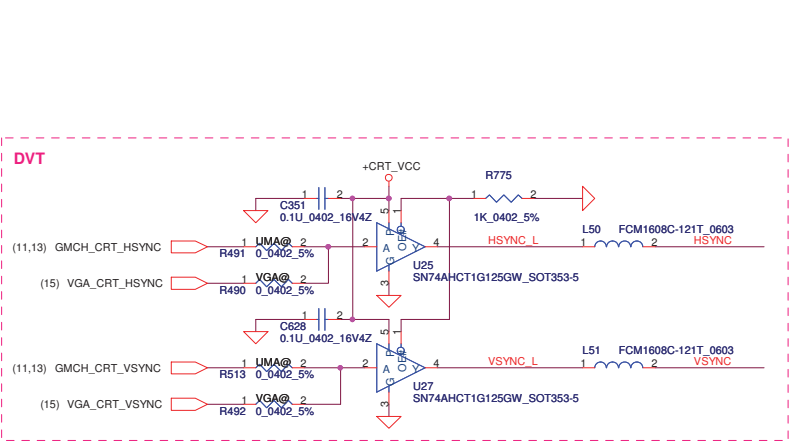 DVT
+CRT_VCC
R775
1 2
1K_0402_5%
1 2
C351
0.1U_0402_16V4Z
5 1
P OE#
L50 FCM1608C-121T_0603
(11,13) GMCH_CRT_HSYNC
1 UMA@ 2
R491 0_0402_5%
2 A Y 4
HSYNC_L
1 2
HSYNC
G
U25
SN74AHCT1G125GW_SOT353-5
3
(15) VGA_CRT_HSYNC
1 VGA@ 2
R490 0_0402_5%
1 2
C628
0.1U_0402_16V4Z
5 1
P OE#
L51 FCM1608C-121T_0603
(11,13) GMCH_CRT_VSYNC
1 UMA@ 2
R513 0_0402_5%
2 A Y 4
VSYNC_L
1 2
VSYNC
G
U27
SN74AHCT1G125GW_SOT353-5
3
(15) VGA_CRT_VSYNC
1 VGA@ 2
R492 0_0402_5%